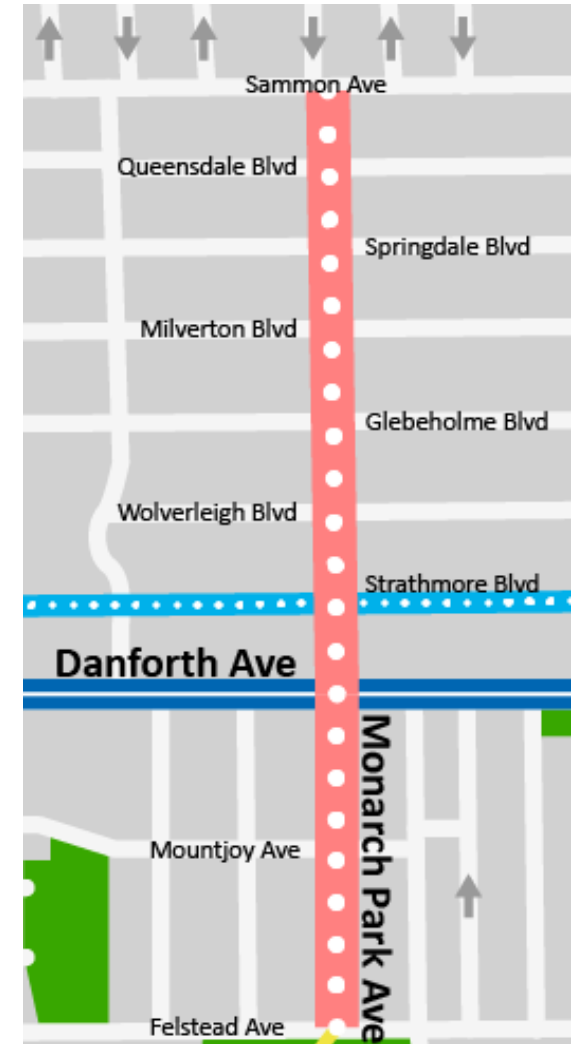 Sammon Ave
Queensdale Blvd
Springdale Blvd
Milverton Blvd
Glebeholme Blvd
Wolverleigh Blvd
Strathmore Blvd
Danforth Ave
Monarch Park Ave
Mountjoy Ave
Felstead Ave